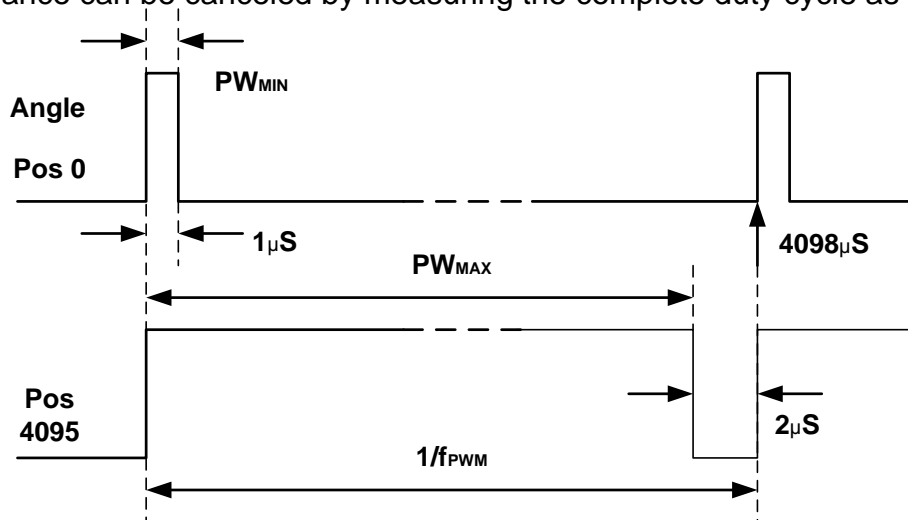 ance can be canceled by measuring the complete duty cycle as
PWMIN
Angle
Pos 0
1µS
4098µS
PWMAX
Pos
4095
2µS
1/fPWM